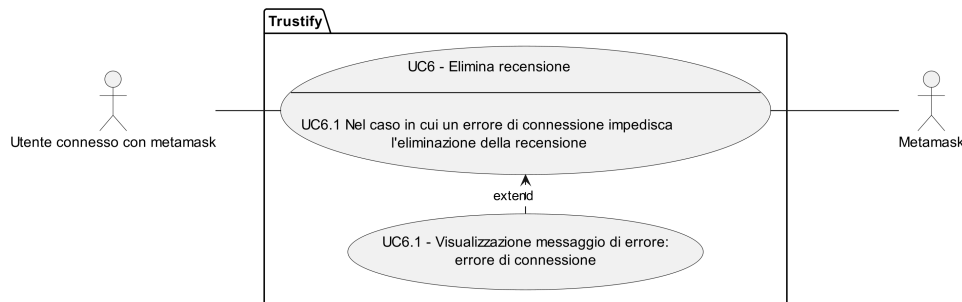 Trustify
UC6 - Elimina recensione
UC6.1 Nel caso in cui un errore di connessione impedisca
l'eliminazione della recensione
Utente connesso con metamask
Metamask
extend
UC6.1 - Visualizzazione messaggio di errore:
errore di connessione